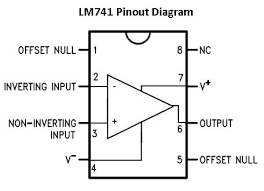 LM741 Pinout Diagram
OFFSET NULL 1
8 NC
INVERTING INPUT 2
-
7 V+
NON-INVERTING
INPUT 3
+
6 OUTPUT
V- 4
5 OFFSET NULL